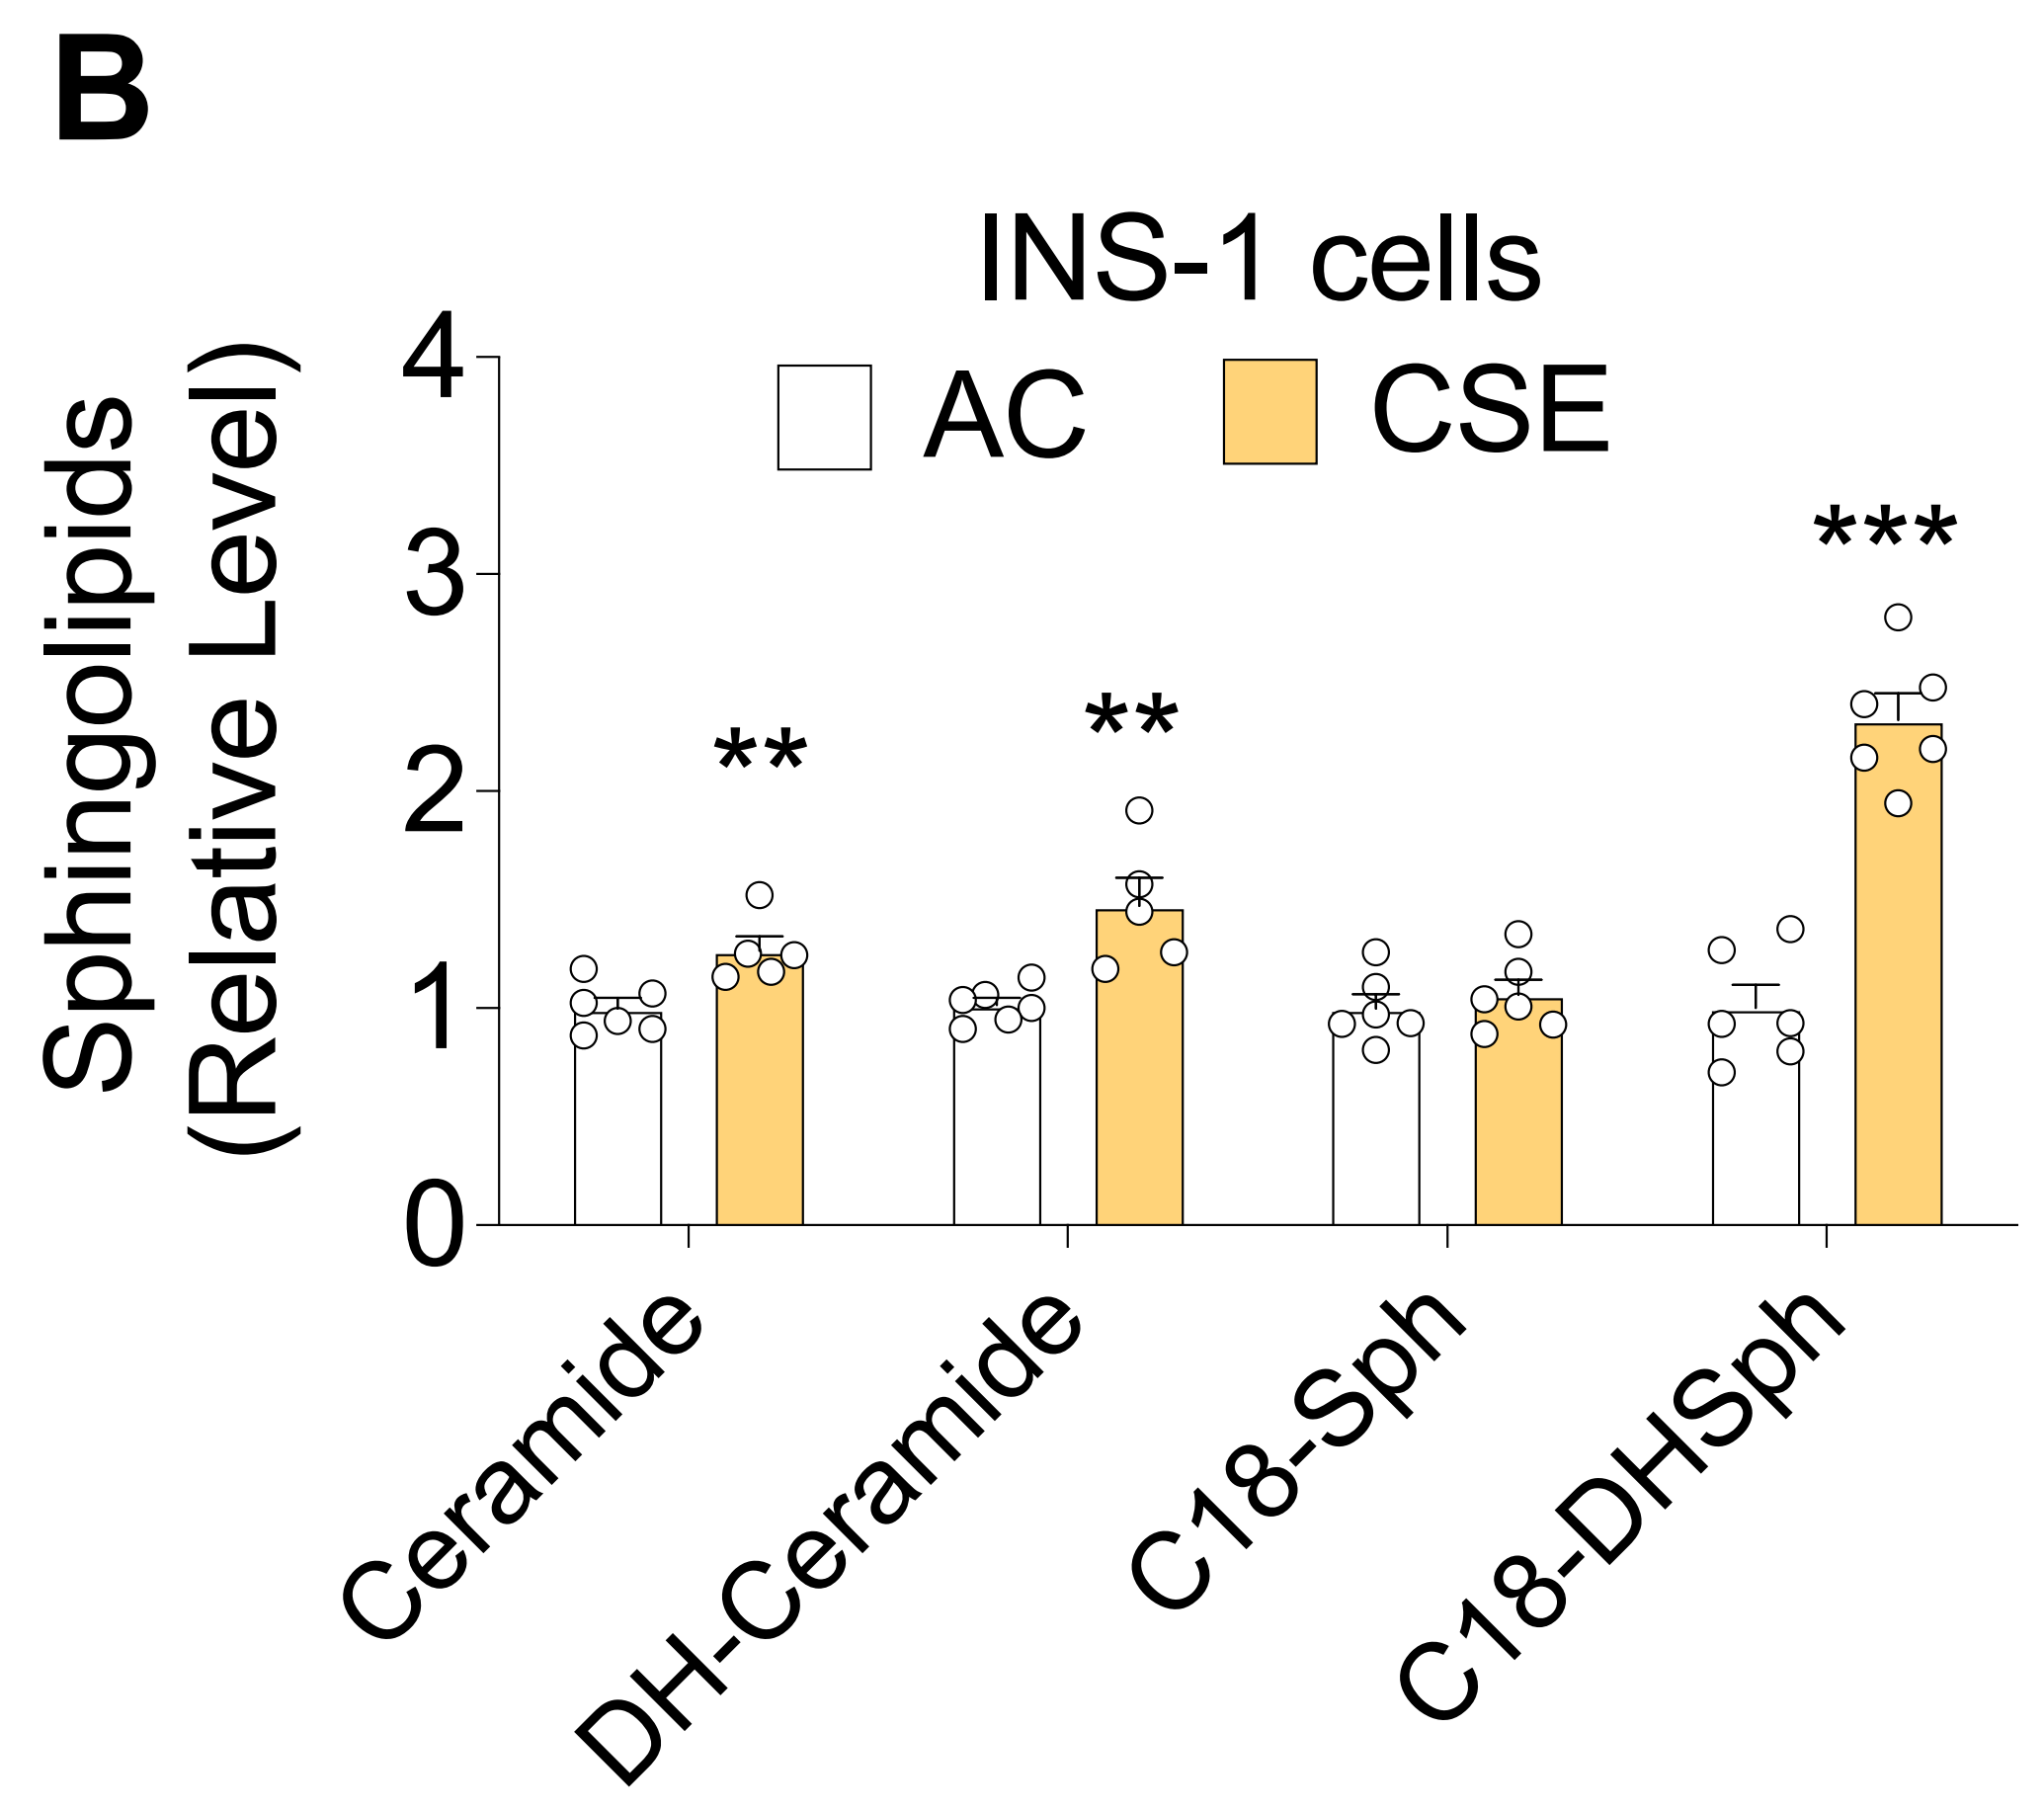 B
INS-1 cells
AC
CSE
Sphingolipids
(Relative Level)
4
3
2
1
0
**
**
***
Ceramide
DH-Ceramide
C18-Sph
C18-DHSph